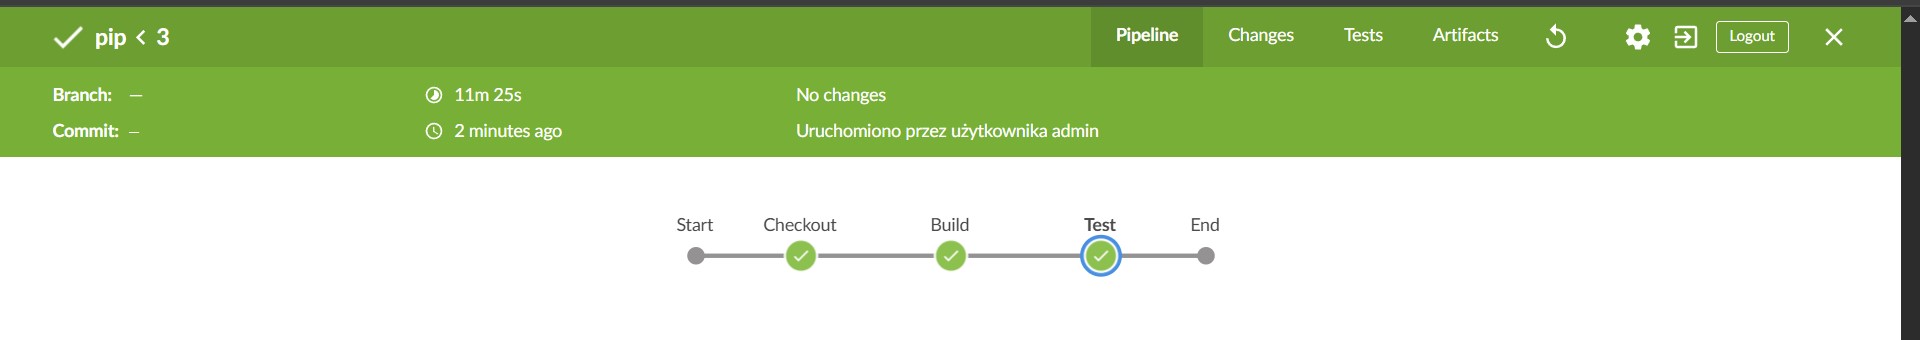 pip < 3
Pipeline Changes Tests Artifacts Logout
Branch: — 11m 25s No changes
Commit: — 2 minutes ago Uruchomiono przez użytkownika admin
Start Checkout Build Test End